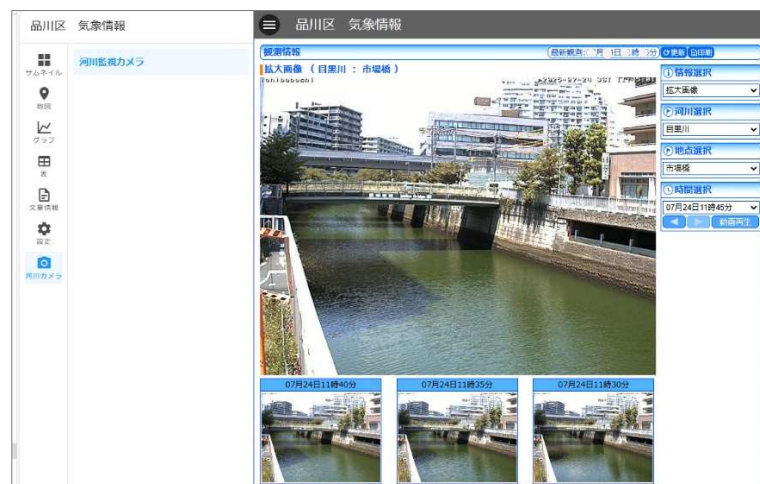 品川区 気象情報
サムネイル
地図
グラフ
表
文章情報
設定
河川カメラ
河川監視カメラ
品川区 気象情報
観測情報
更新
印刷
拡大画像 ( 目黒川 : 市場橋 )
情報選択
拡大画像
河川選択
目黒川
地点選択
市場橋
時間選択
07月24日11時45分
動画再生
07月24日11時40分
07月24日11時35分
07月24日11時30分